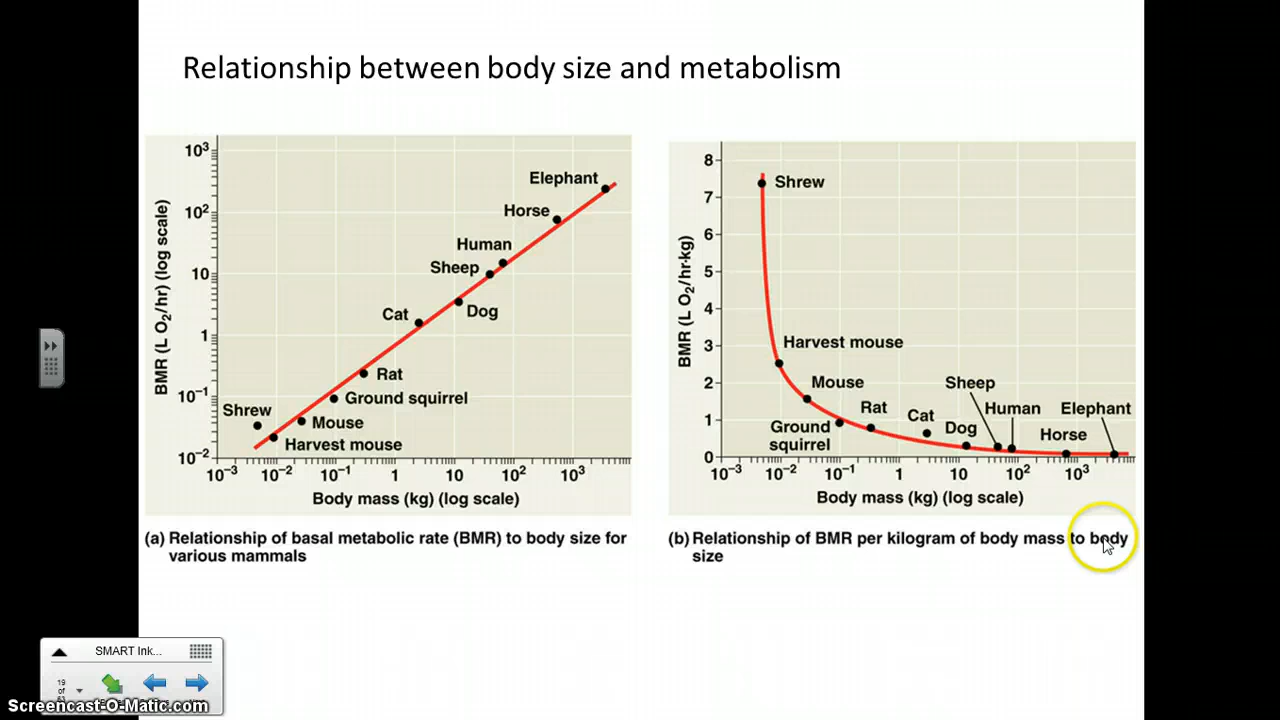 Relationship between body size and metabolism
BMR (L O₂/hr) (log scale)
10³
10²
10
1
10⁻¹
10⁻²
Elephant
Horse
Human
Sheep
Dog
Cat
Rat
Ground squirrel
Shrew
Mouse
Harvest mouse
10⁻³ 10⁻² 10⁻¹ 1 10 10² 10³
Body mass (kg) (log scale)
(a) Relationship of basal metabolic rate (BMR) to body size for
various mammals
BMR (L O₂/hr·kg)
8
7
6
5
4
3
2
1
0
Shrew
Harvest mouse
Mouse
Sheep
Rat
Cat
Human
Elephant
Ground
squirrel
Dog
Horse
10⁻³ 10⁻² 10⁻¹ 1 10 10² 10³
Body mass (kg) (log scale)
(b) Relationship of BMR per kilogram of body mass to body
size
SMART Ink...
19
of
Screencast-O-Matic.com